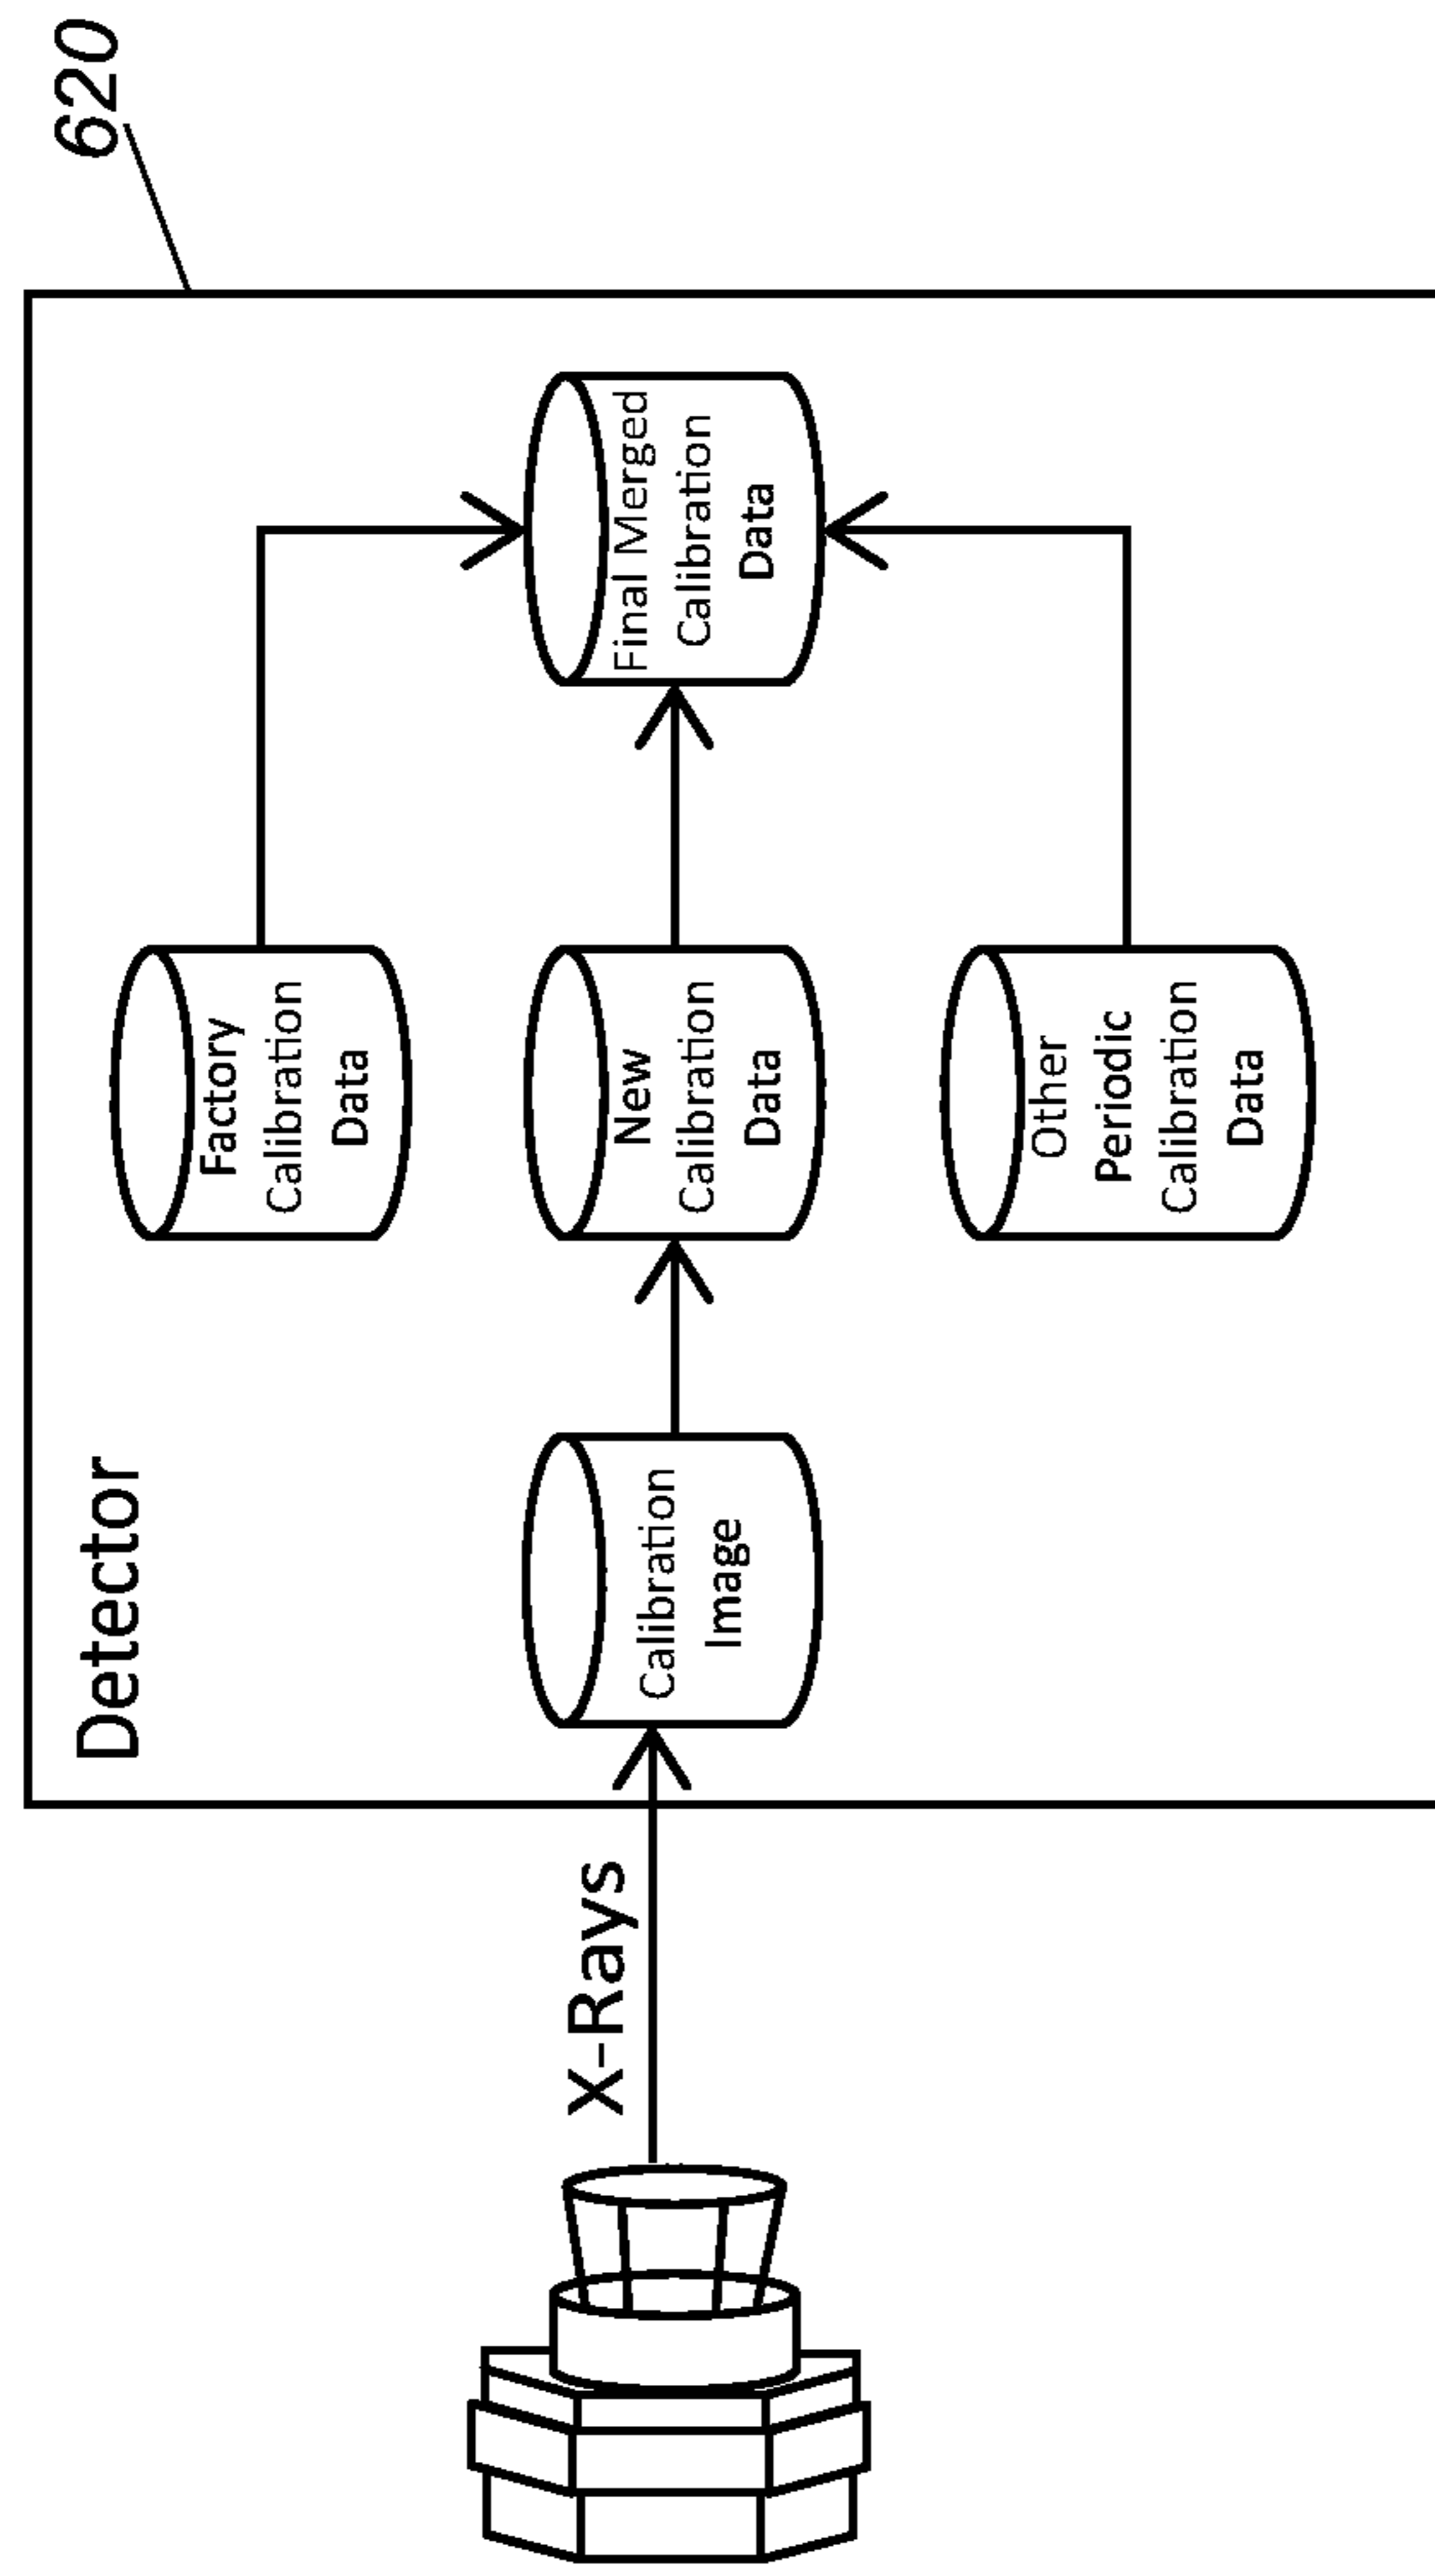 620
Detector
X-Rays
Calibration
Image
Factory
Calibration
Data
New
Calibration
Data
Other
Periodic
Calibration
Data
Final Merged
Calibration
Data